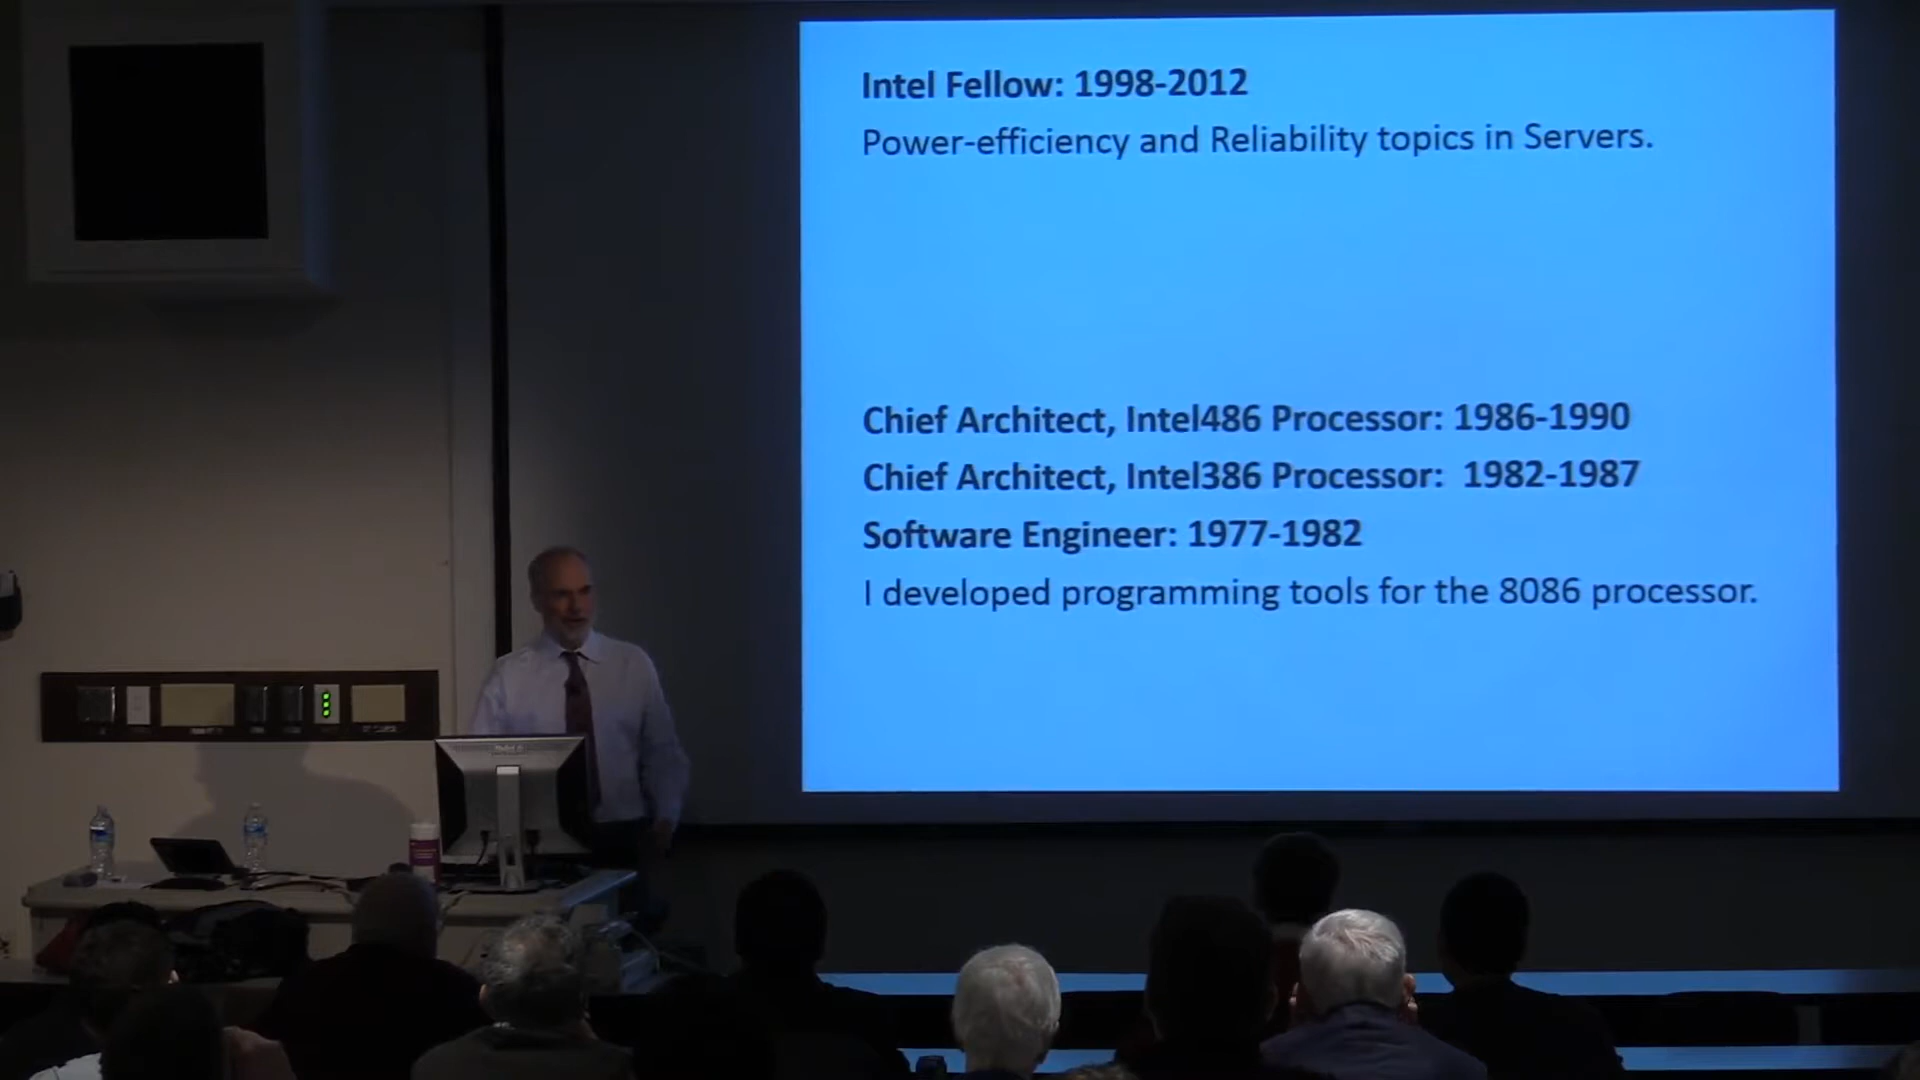 Intel Fellow: 1998-2012
Power-efficiency and Reliability topics in Servers.
Chief Architect, Intel486 Processor: 1986-1990
Chief Architect, Intel386 Processor: 1982-1987
Software Engineer: 1977-1982
I developed programming tools for the 8086 processor.